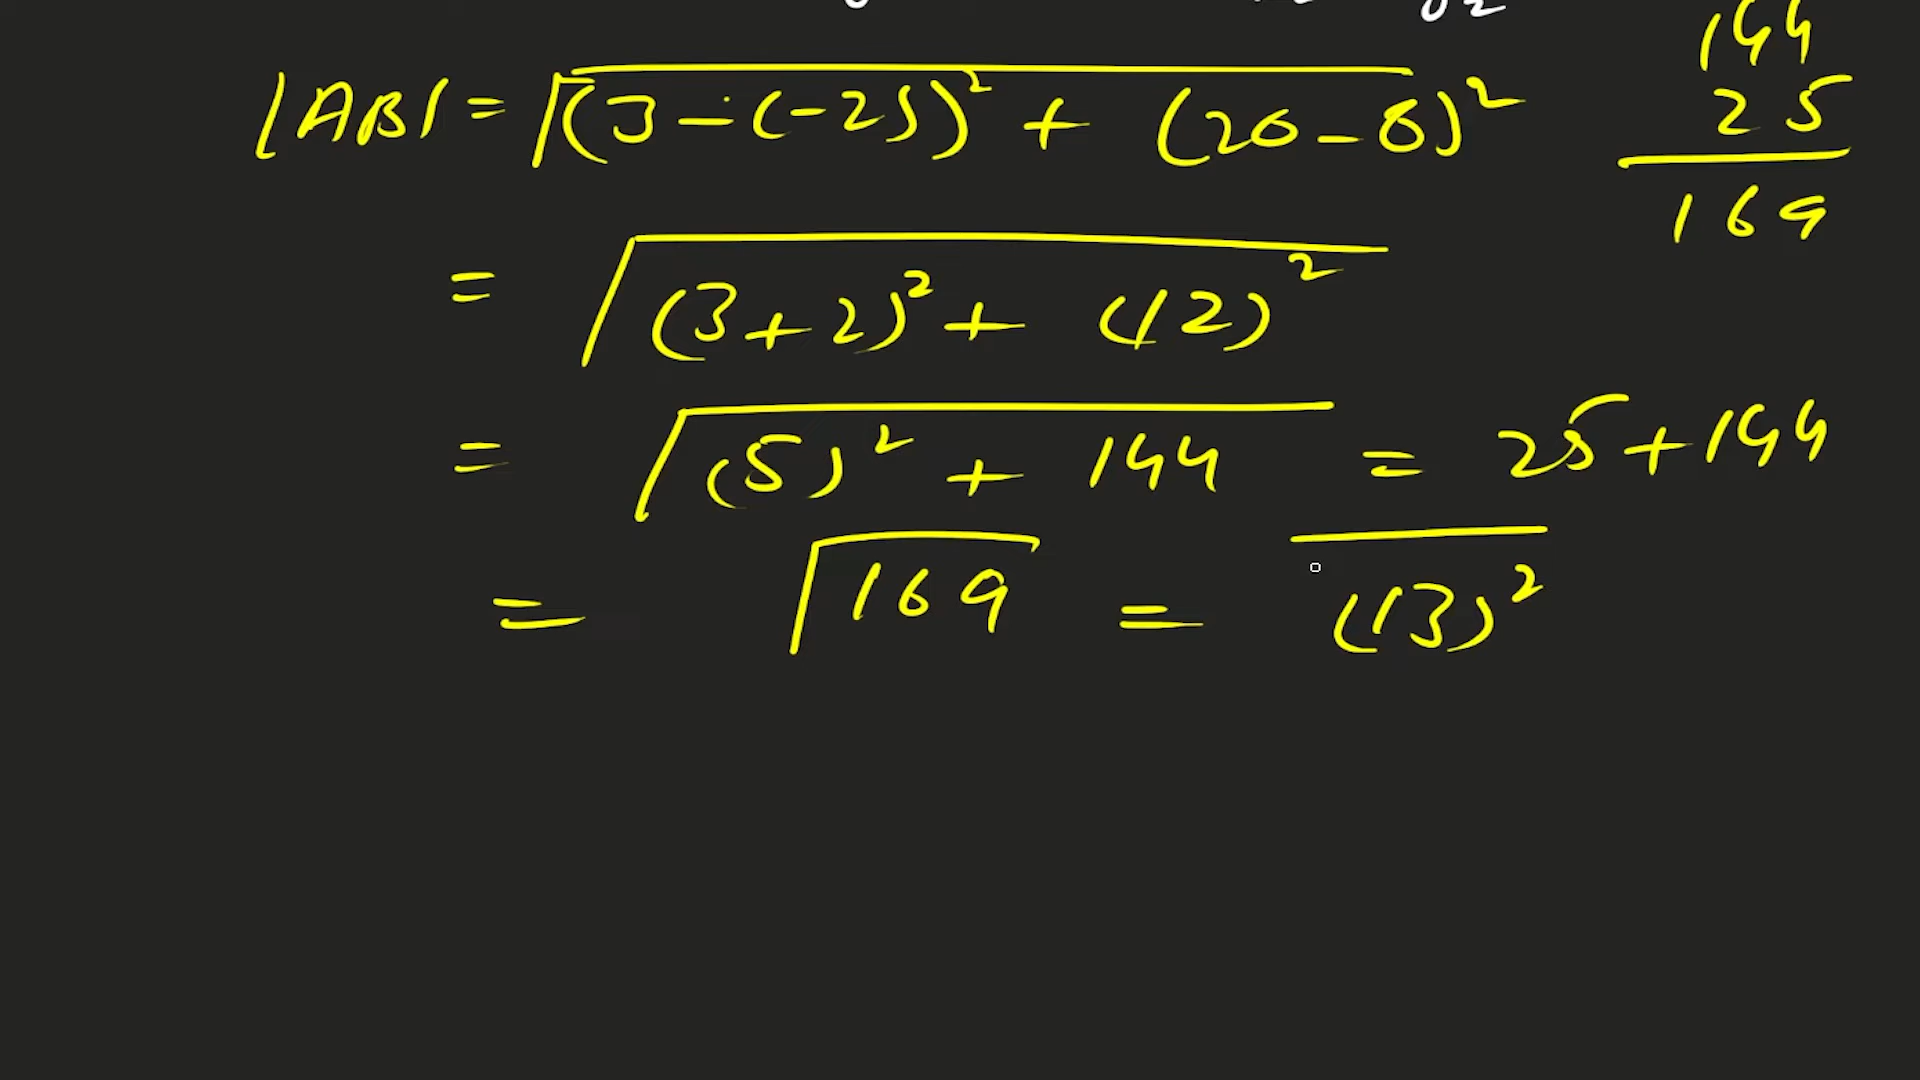 |AB| = √(3-(-2))² + (20-8)²
144
25
169
= √(3+2)² + (12)²
= √(5)² + 144 = 25+144
= √169 = (13)²